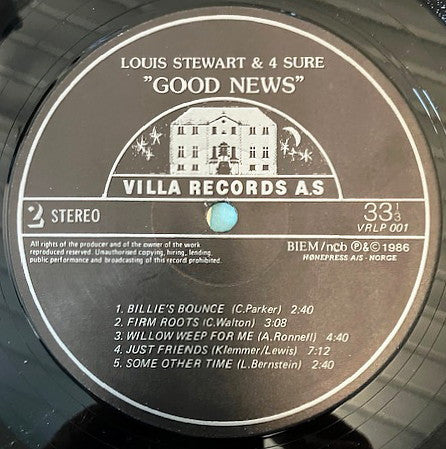 LOUIS STEWART & 4 SURE
"GOOD NEWS"
VILLA RECORDS A.S
2 STEREO
33 1/3
VRLP 001
All rights of the producer and of the owner of the work
reproduced reserved. Unauthorised copying, hiring, lending,
public performance and broadcasting of this record prohibited.
BIEM/ncb Ⓟ&© 1986
HØNEPRESS A/S - NORGE
1. BILLIE'S BOUNCE (C.Parker) 2:40
2. FIRM ROOTS (C.Walton) 3:08
3. WILLOW WEEP FOR ME (A.Ronnell) 4:40
4. JUST FRIENDS (Klemmer/Lewis) 7:12
5. SOME OTHER TIME (L.Bernstein) 2:40